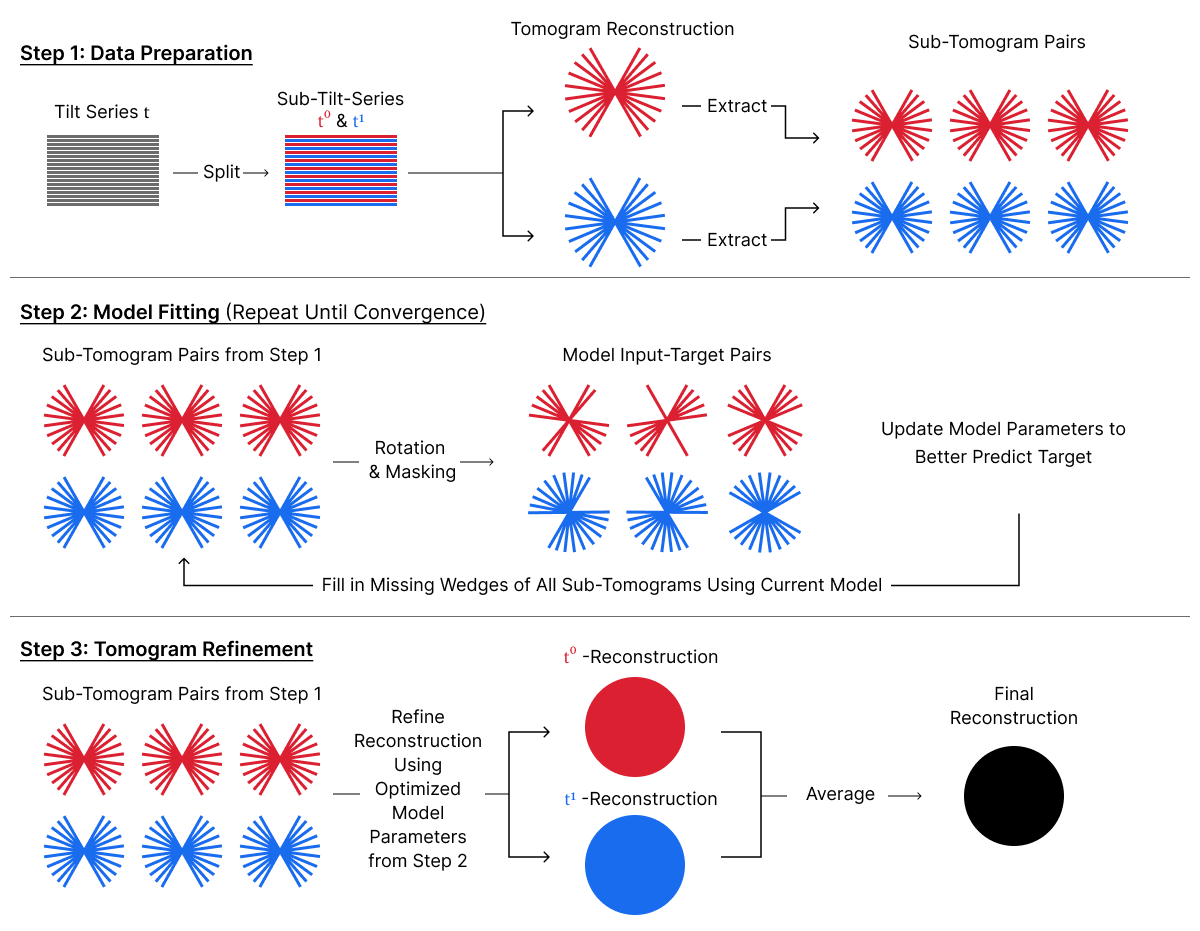 Step 1: Data Preparation
Tilt Series t
Split
Sub-Tilt-Series
t⁰ & t¹
Tomogram Reconstruction
Extract
Extract
Sub-Tomogram Pairs
Step 2: Model Fitting (Repeat Until Convergence)
Sub-Tomogram Pairs from Step 1
Rotation
& Masking
Model Input-Target Pairs
Update Model Parameters to
Better Predict Target
Fill in Missing Wedges of All Sub-Tomograms Using Current Model
Step 3: Tomogram Refinement
Sub-Tomogram Pairs from Step 1
Refine
Reconstruction
Using
Optimized
Model
Parameters
from Step 2
t⁰ -Reconstruction
t¹ -Reconstruction
Average
Final
Reconstruction